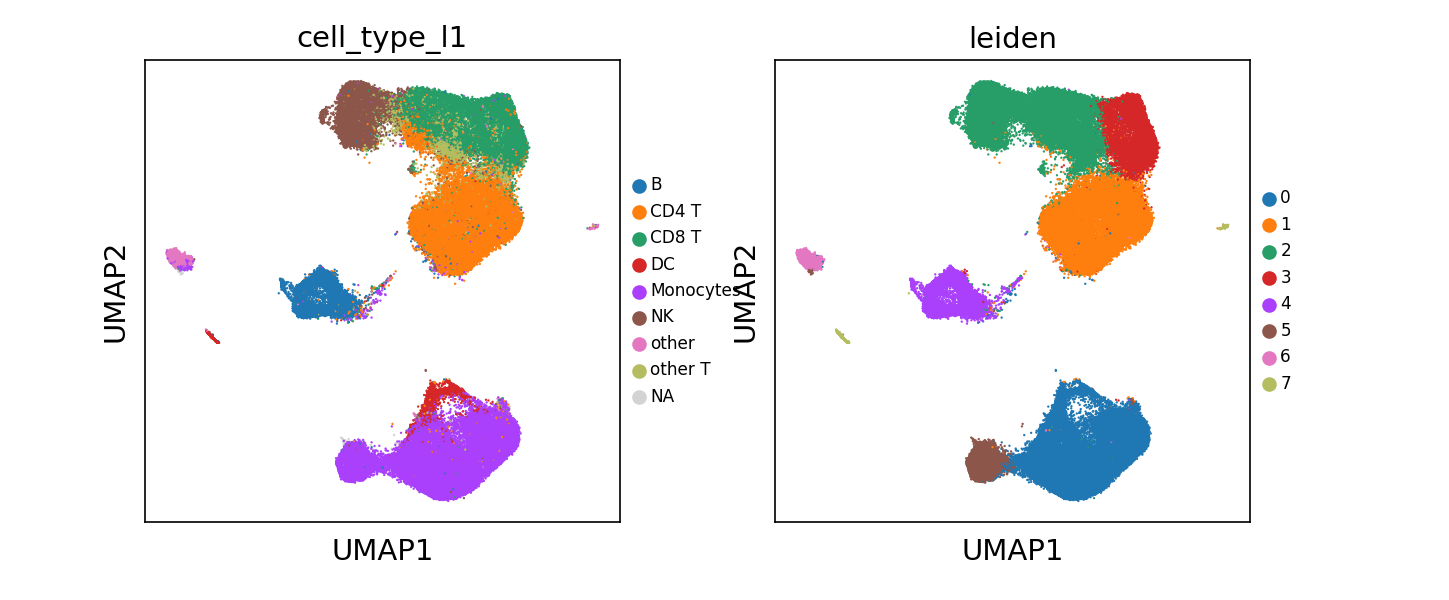 cell_type_l1
UMAP2
UMAP1
B
CD4 T
CD8 T
DC
Monocytes
NK
other
other T
NA
leiden
UMAP2
UMAP1
0
1
2
3
4
5
6
7